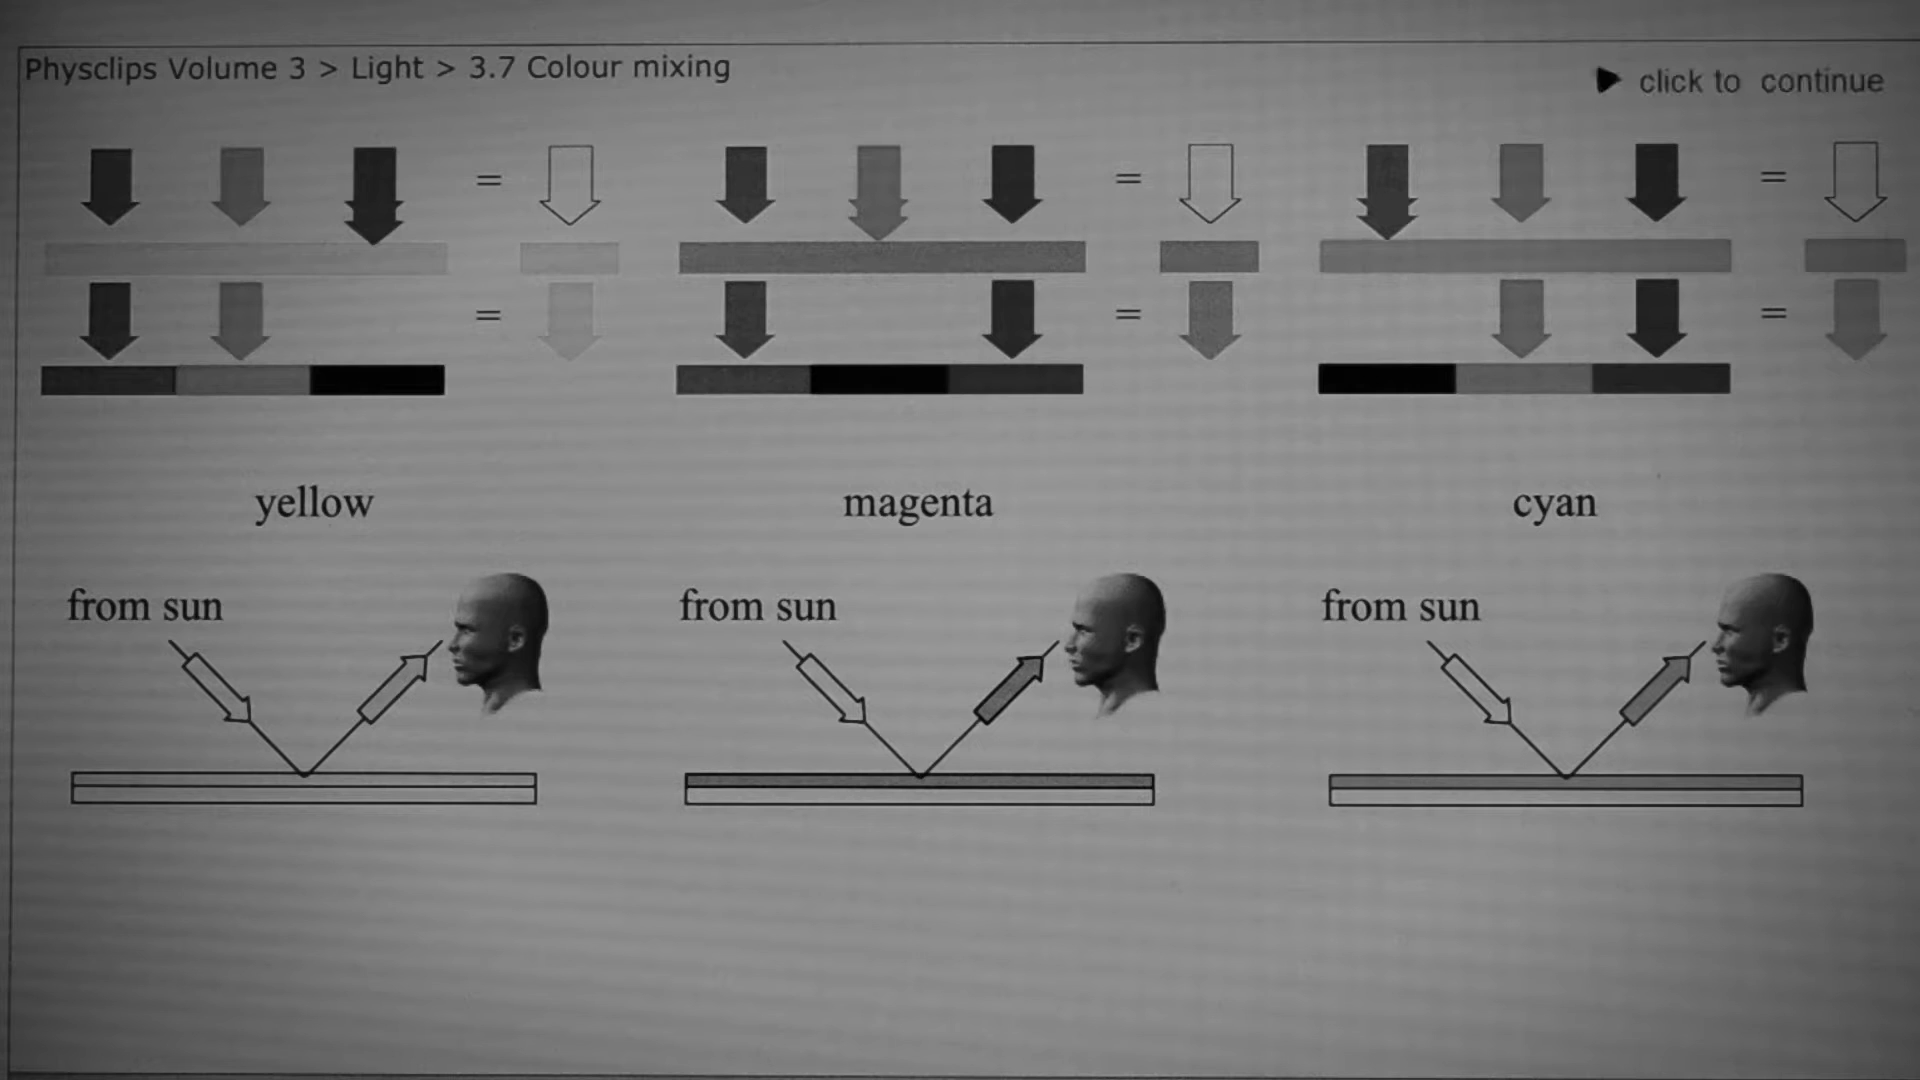 Physclips Volume 3 > Light > 3.7 Colour mixing
click to continue
=
=
=
=
=
=
yellow
magenta
cyan
from sun
from sun
from sun